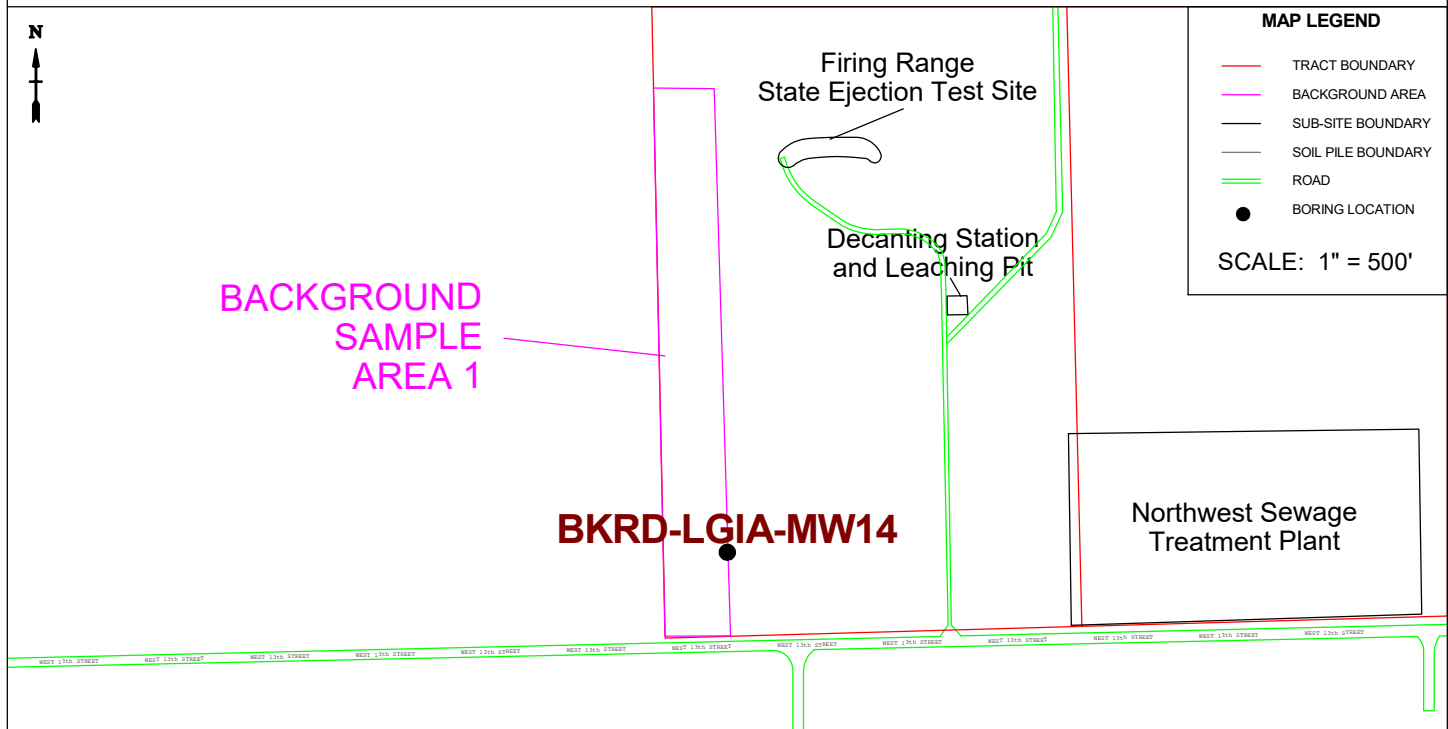 N
MAP LEGEND
TRACT BOUNDARY
BACKGROUND AREA
SUB-SITE BOUNDARY
SOIL PILE BOUNDARY
ROAD
BORING LOCATION
SCALE: 1" = 500'
Firing Range
State Ejection Test Site
Decanting Station
and Leaching Pit
BACKGROUND
SAMPLE
AREA 1
BKRD-LGIA-MW14
Northwest Sewage
Treatment Plant
WEST 13th STREET
WEST 13th STREET
WEST 13th STREET
WEST 13th STREET
WEST 13th STREET
WEST 13th STREET
WEST 13th STREET
WEST 13th STREET
WEST 13th STREET
WEST 13th STREET
WEST 13th STREET
WEST 13th STREET
WEST 13th STREET